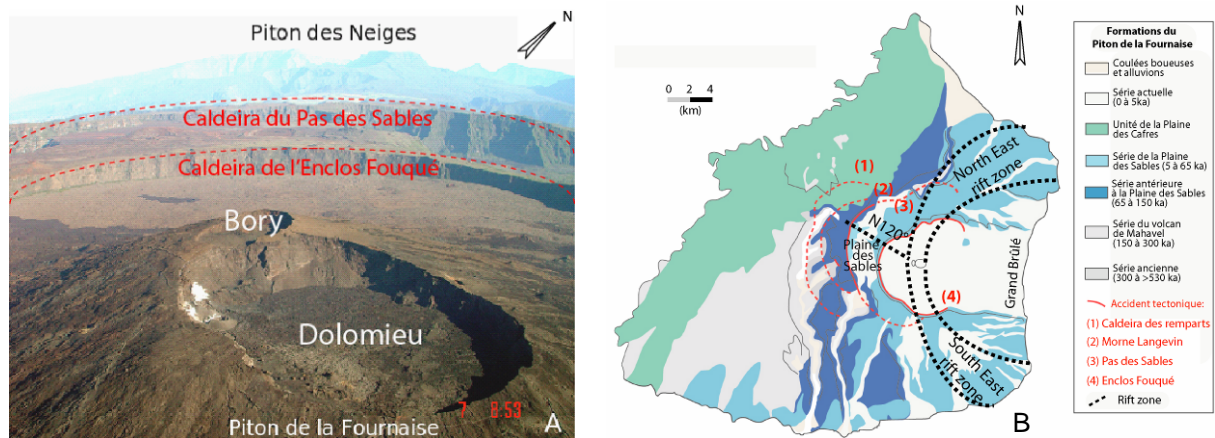 N
Piton des Neiges
Caldeira du Pas des Sables
Caldeira de l'Enclos Fouqué
Bory
Dolomieu
7 8:53
Piton de la Fournaise
A
N
0 2 4
(km)
(1)
(2)
(3)
North East
rift zone
N120°
Plaine
des
Sables
Grand Brûlé
(4)
South East
rift zone
B
Formations du
Piton de la Fournaise
Coulées boueuses
et alluvions
Série actuelle
(0 à 5ka)
Unité de la Plaine
des Cafres
Série de la Plaine
des Sables (5 à 65 ka)
Série antérieure
à la Plaine des Sables
(65 à 150 ka)
Série du volcan
de Mahavel
(150 à 300 ka)
Série ancienne
(300 à >530 ka)
Accident tectonique:
(1) Caldeira des remparts
(2) Morne Langevin
(3) Pas des Sables
(4) Enclos Fouqué
Rift zone